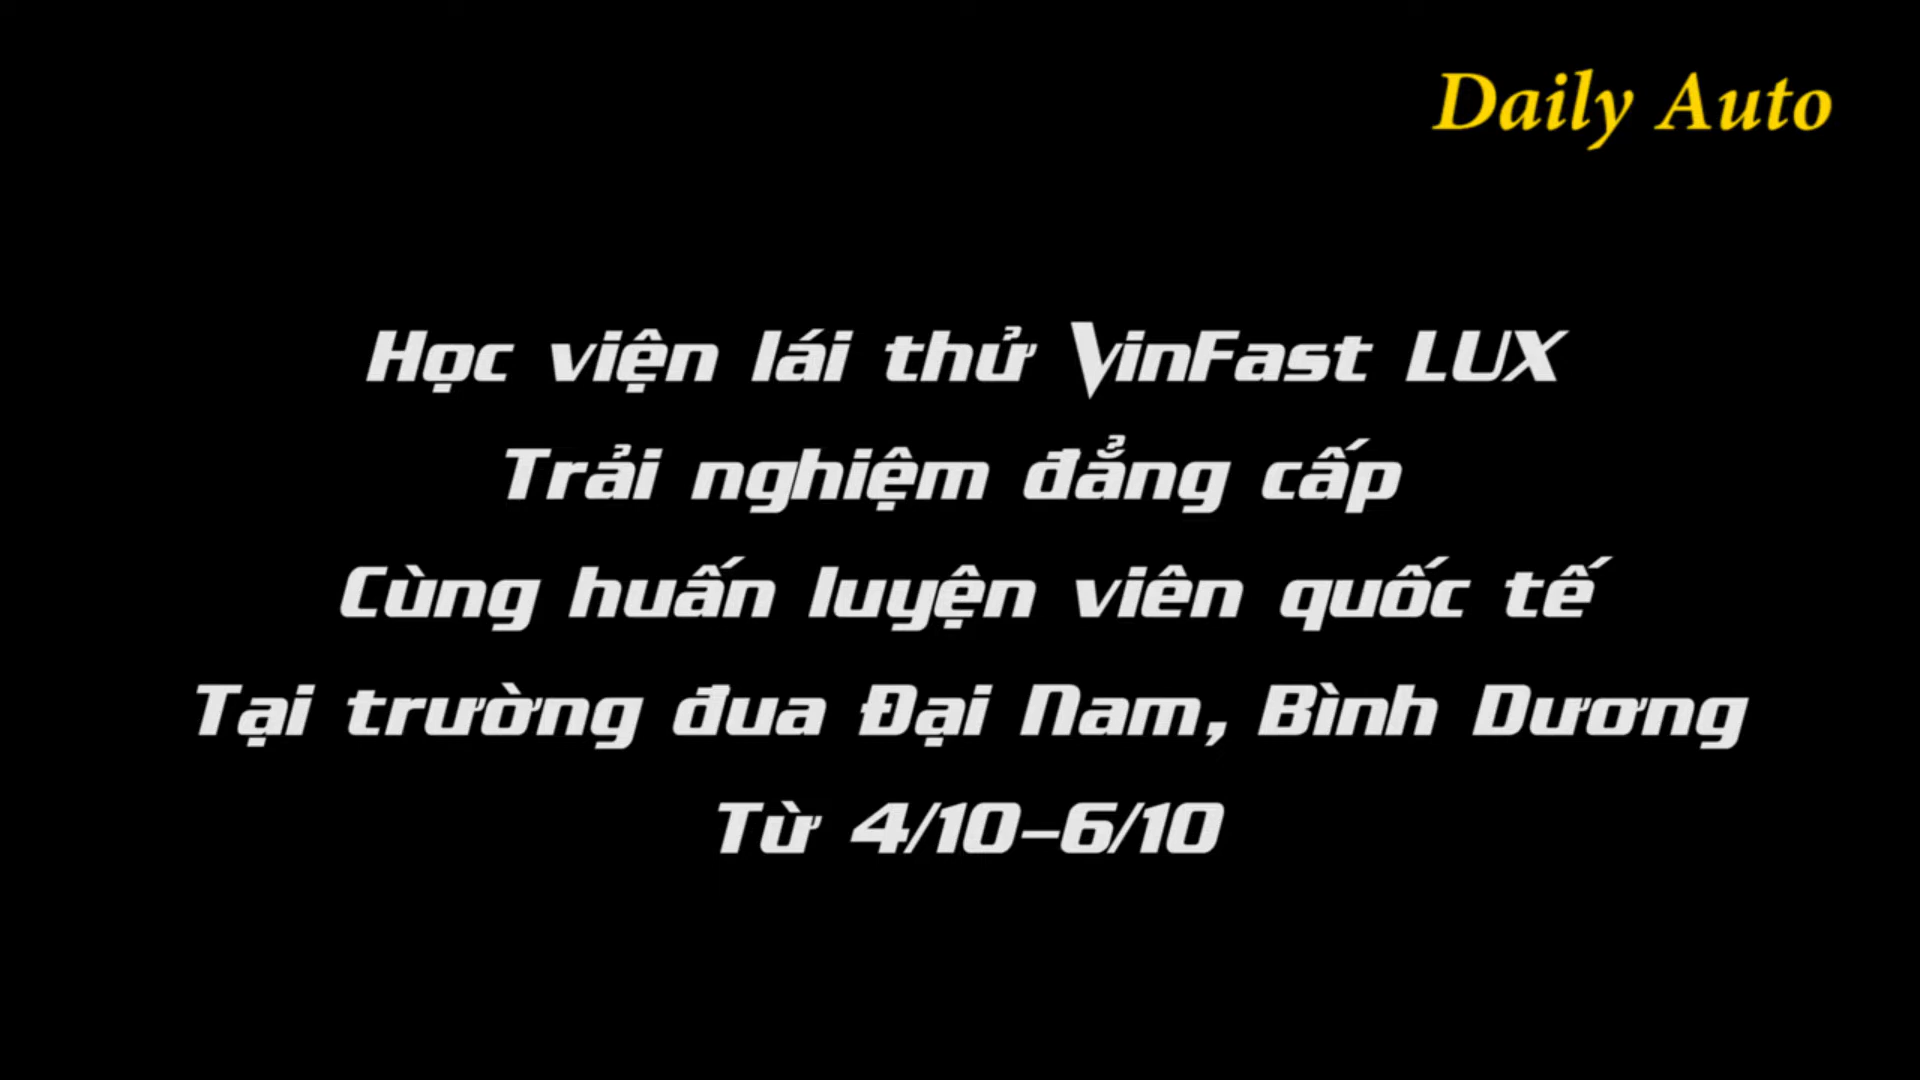 Daily Auto
Học viện lái thử VinFast LUX
Trải nghiệm đẳng cấp
Cùng huấn luyện viên quốc tế
Tại trường đua Đại Nam, Bình Dương
Từ 4/10-6/10